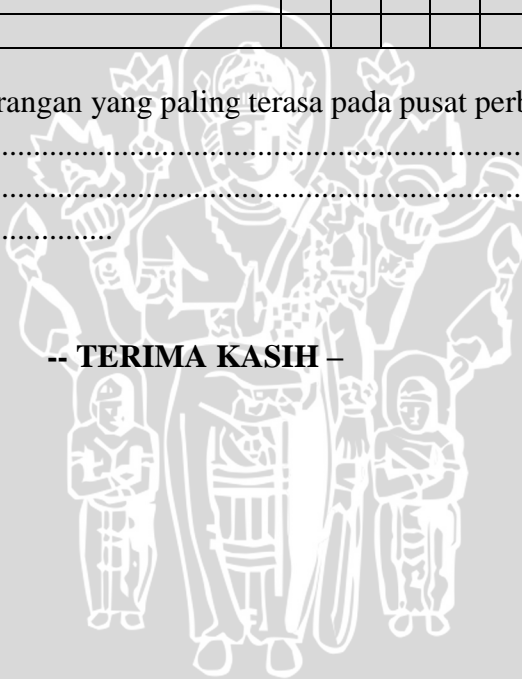 rangan yang paling terasa pada pusat perb
................................................................................
................................................................................
..............
-- TERIMA KASIH –